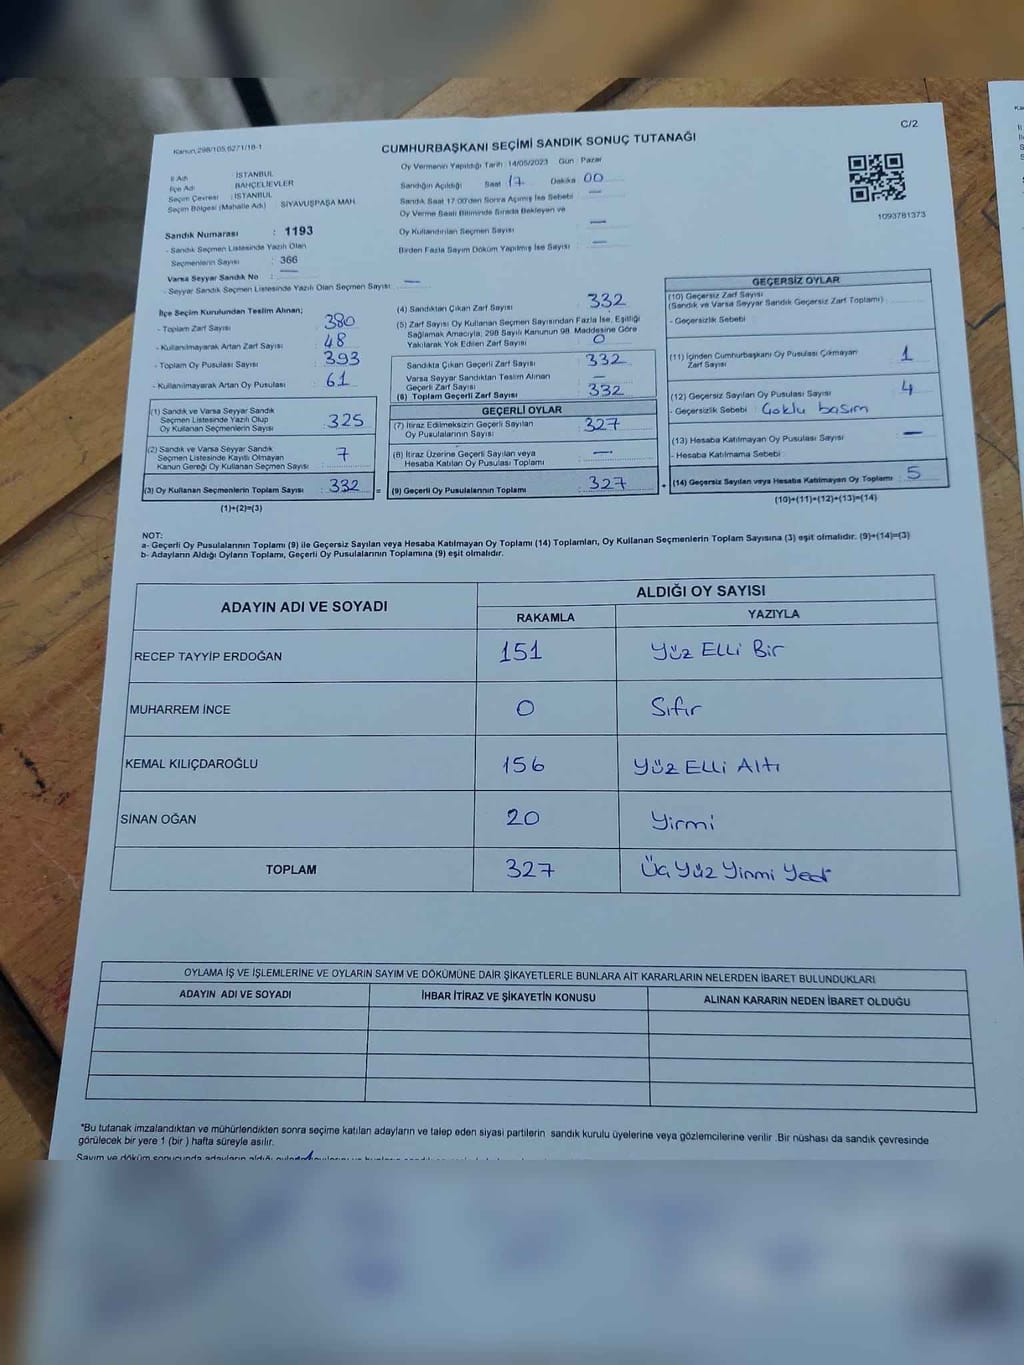 C/2
Kanun,298/105,6271/18-1
CUMHURBAŞKANI SEÇİMİ SANDIK SONUÇ TUTANAĞI
Oy Vermenin Yapıldığı Tarih : 14/05/2023 Gün : Pazar
İl Adı : İSTANBUL
İlçe Adı : BAHÇELİEVLER
Seçim Çevresi : İSTANBUL
Seçim Bölgesi (Mahalle Adı) : SİYAVUŞPAŞA MAH.
Sandık Numarası : 1193
- Sandık Seçmen Listesinde Yazılı Olan
Seçmenlerin Sayısı : 366
Varsa Seyyar Sandık No : —
- Seyyar Sandık Seçmen Listesinde Yazılı Olan Seçmen Sayısı: —
Sandığın Açıldığı Saat 17 Dakika 00
Sandık Saat 17:00'den Sonra Açılmış İse Sebebi : —
Oy Verme Saati Bitiminde Sırada Bekleyen ve
Oy Kullandırılan Seçmen Sayısı : —
Birden Fazla Sayım Döküm Yapılmış İse Sayısı : —
1093781373
İlçe Seçim Kurulundan Teslim Alınan;
- Toplam Zarf Sayısı : 380
- Kullanılmayarak Artan Zarf Sayısı : 48
- Toplam Oy Pusulası Sayısı : 393
- Kullanılmayarak Artan Oy Pusulası : 61
(1) Sandık ve Varsa Seyyar Sandık
Seçmen Listesinde Yazılı Olup
Oy Kullanan Seçmenlerin Sayısı : 325
(2) Sandık ve Varsa Seyyar Sandık
Seçmen Listesinde Kayıtlı Olmayan
Kanun Gereği Oy Kullanan Seçmen Sayısı : 7
(3) Oy Kullanan Seçmenlerin Toplam Sayısı : 332 =
(1)+(2)=(3)
(4) Sandıktan Çıkan Zarf Sayısı : 332
(5) Zarf Sayısı Oy Kullanan Seçmen Sayısından Fazla İse, Eşitliği
Sağlamak Amacıyla, 298 Sayılı Kanunun 98. Maddesine Göre
Yakılarak Yok Edilen Zarf Sayısı : 0
Sandıkta Çıkan Geçerli Zarf Sayısı : 332
Varsa Seyyar Sandıktan Teslim Alınan
Geçerli Zarf Sayısı : —
(6) Toplam Geçerli Zarf Sayısı : 332
GEÇERLİ OYLAR
(7) İtiraz Edilmeksizin Geçerli Sayılan
Oy Pusulalarının Sayısı : 327
(8) İtiraz Üzerine Geçerli Sayılan veya
Hesaba Katılan Oy Pusulası Toplamı : —
(9) Geçerli Oy Pusulalarının Toplamı : 327 +
GEÇERSİZ OYLAR
(10) Geçersiz Zarf Sayısı
(Sandık ve Varsa Seyyar Sandık Geçersiz Zarf Toplamı) :
- Geçersizlik Sebebi :
(11) İçinden Cumhurbaşkanı Oy Pusulası Çıkmayan
Zarf Sayısı : 1
(12) Geçersiz Sayılan Oy Pusulası Sayısı : 4
- Geçersizlik Sebebi : Çoklu basım
(13) Hesaba Katılmayan Oy Pusulası Sayısı : —
- Hesaba Katılmama Sebebi :
(14) Geçersiz Sayılan veya Hesaba Katılmayan Oy Toplamı : 5
(10)+(11)+(12)+(13)=(14)
NOT:
a- Geçerli Oy Pusulalarının Toplamı (9) ile Geçersiz Sayılan veya Hesaba Katılmayan Oy Toplamı (14) Toplamları, Oy Kullanan Seçmenlerin Toplam Sayısına (3) eşit olmalıdır. (9)+(14)=(3)
b- Adayların Aldığı Oyların Toplamı, Geçerli Oy Pusulalarının Toplamına (9) eşit olmalıdır.
ADAYIN ADI VE SOYADI
ALDIĞI OY SAYISI
RAKAMLA YAZIYLA
RECEP TAYYİP ERDOĞAN 151 Yüz Elli Bir
MUHARREM İNCE 0 Sıfır
KEMAL KILIÇDAROĞLU 156 Yüz Elli Altı
SİNAN OĞAN 20 Yirmi
TOPLAM 327 Üç Yüz Yirmi Yedi
OYLAMA İŞ VE İŞLEMLERİNE VE OYLARIN SAYIM VE DÖKÜMÜNE DAİR ŞİKAYETLERLE BUNLARA AİT KARARLARIN NELERDEN İBARET BULUNDUKLARI
ADAYIN ADI VE SOYADI İHBAR İTİRAZ VE ŞİKAYETİN KONUSU ALINAN KARARIN NEDEN İBARET OLDUĞU
*Bu tutanak imzalandıktan ve mühürlendikten sonra seçime katılan adayların ve talep eden siyasi partilerin sandık kurulu üyelerine veya gözlemcilerine verilir .Bir nüshası da sandık çevresinde
görülecek bir yere 1 (bir ) hafta süreyle asılır.
Sayım ve döküm sonucunda adayların aldığı